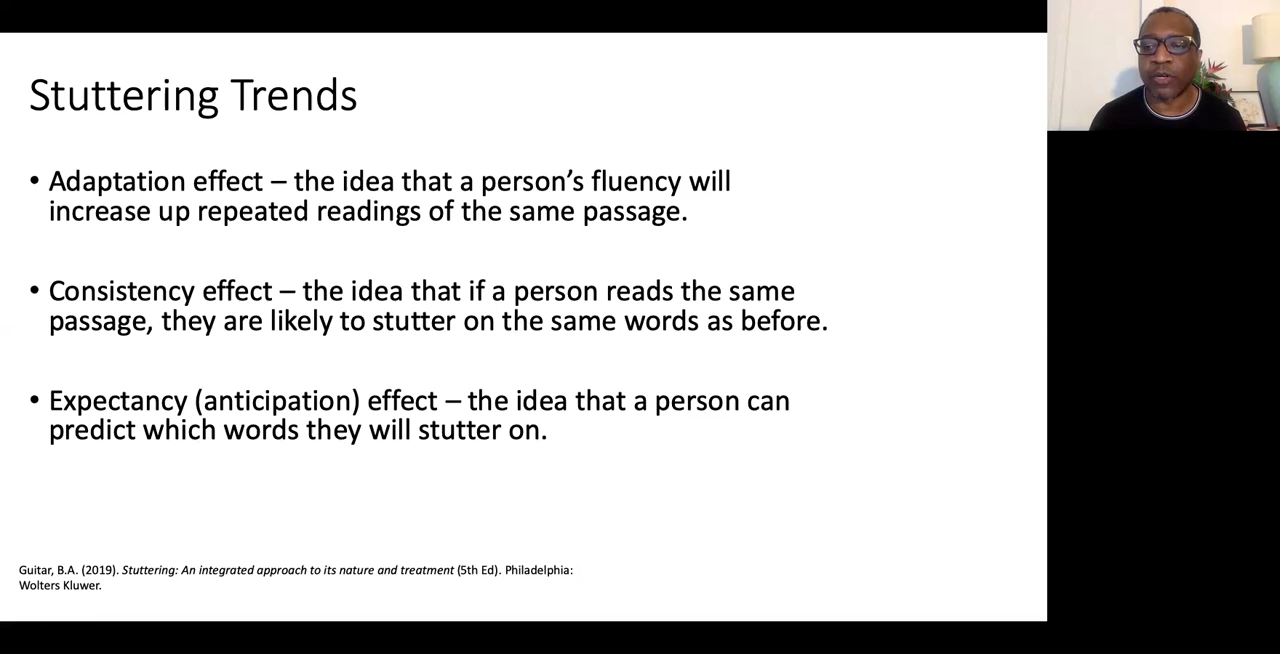 Stuttering Trends
• Adaptation effect – the idea that a person's fluency will
increase up repeated readings of the same passage.
• Consistency effect – the idea that if a person reads the same
passage, they are likely to stutter on the same words as before.
• Expectancy (anticipation) effect – the idea that a person can
predict which words they will stutter on.
Guitar, B.A. (2019). Stuttering: An integrated approach to its nature and treatment (5th Ed). Philadelphia:
Wolters Kluwer.